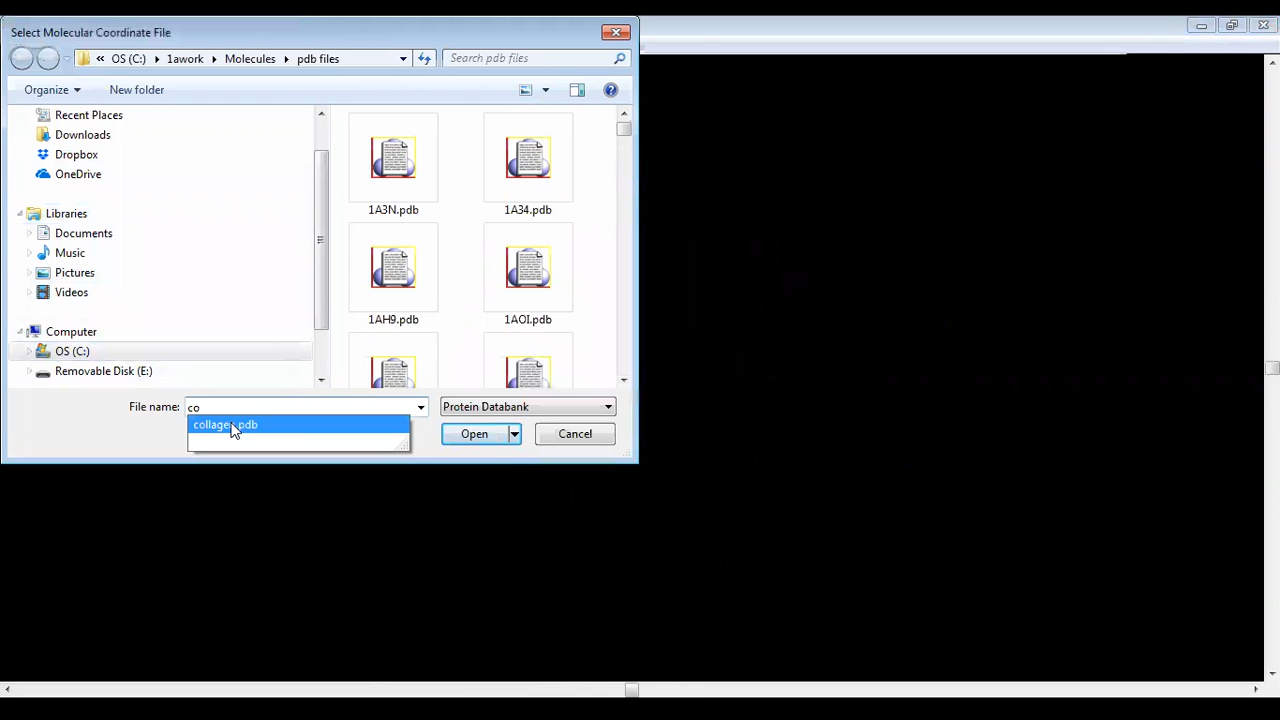 Select Molecular Coordinate File
« OS (C:) 1awork Molecules pdb files
Search pdb files
Organize
New folder
Recent Places
Downloads
Dropbox
OneDrive
Libraries
Documents
Music
Pictures
Videos
Computer
OS (C:)
Removable Disk (E:)
1A3N.pdb
1A34.pdb
1AH9.pdb
1AOI.pdb
File name:
co
Protein Databank
collagen.pdb
Open
Cancel